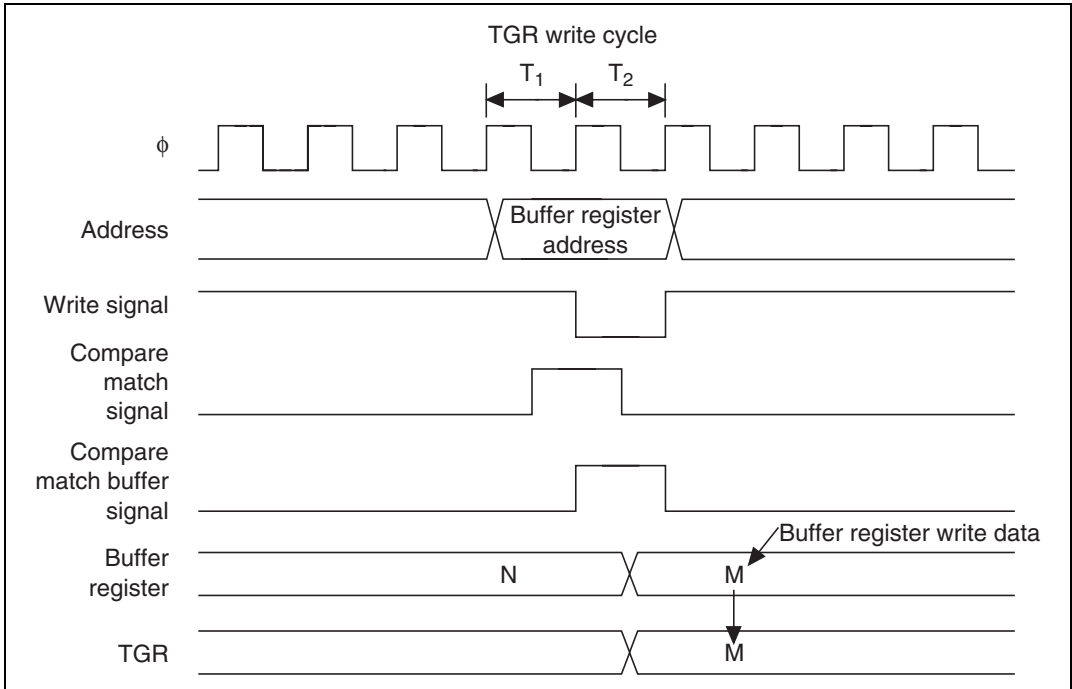 TGR write cycle
T1 T2
ϕ
Address
Buffer register
address
Write signal
Compare
match
signal
Compare
match buffer
signal
Buffer register write data
Buffer
register
N M
TGR
M